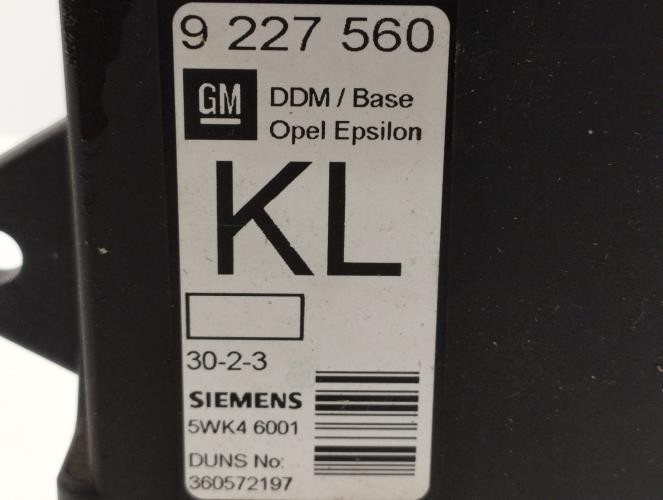 9 227 560
GM
DDM / Base
Opel Epsilon
KL
30-2-3
SIEMENS
5WK4 6001
DUNS No:
360572197